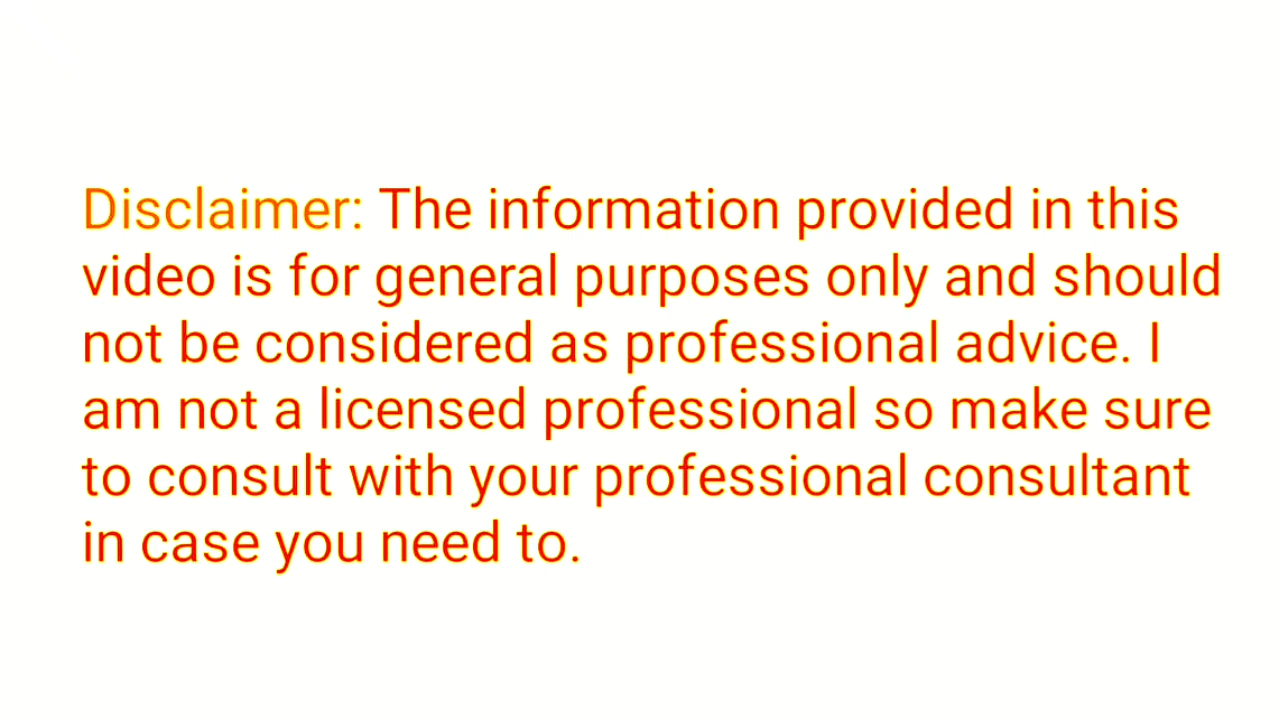 Disclaimer: The information provided in this
video is for general purposes only and should
not be considered as professional advice. I
am not a licensed professional so make sure
to consult with your professional consultant
in case you need to.